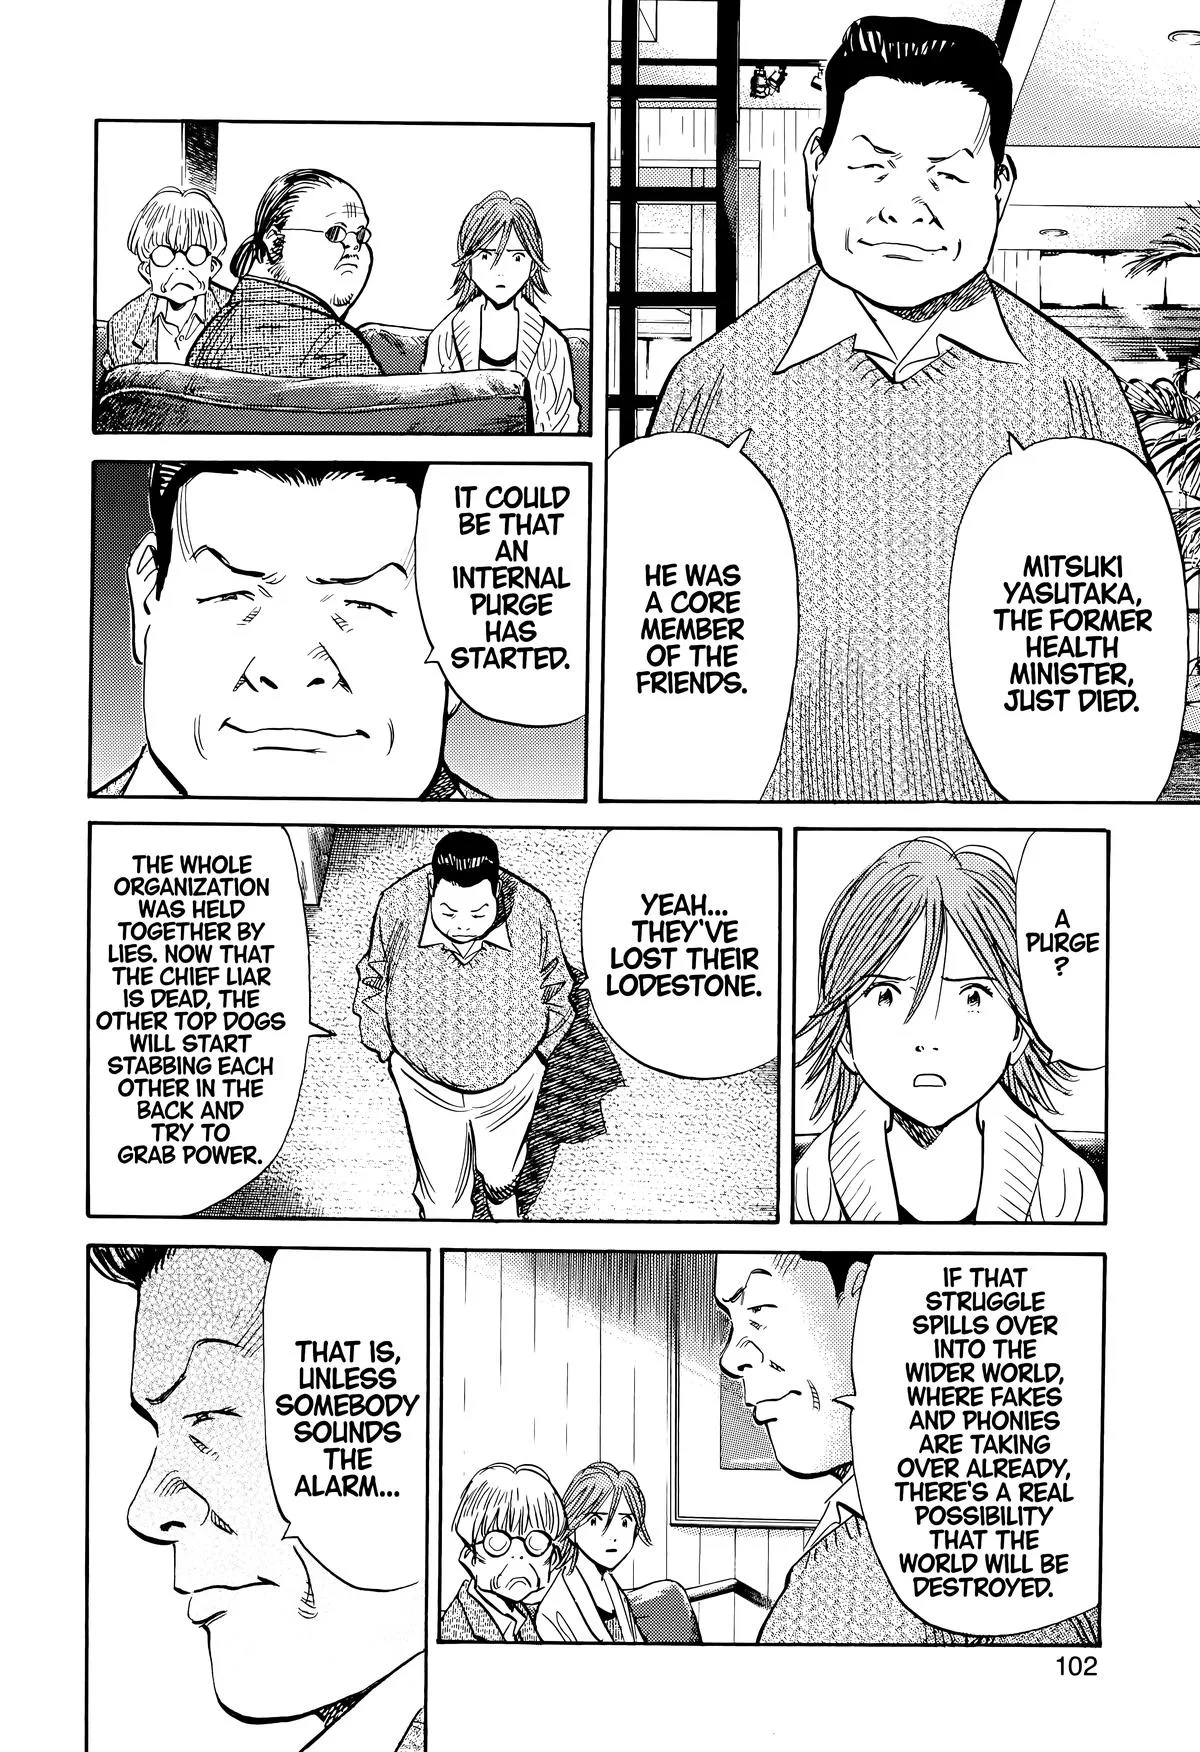 MITSUKI
YASUTAKA,
THE FORMER
HEALTH
MINISTER,
JUST DIED.
HE WAS
A CORE
MEMBER
OF THE
FRIENDS.
IT COULD
BE THAT
AN
INTERNAL
PURGE
HAS
STARTED.
A
PURGE
?
YEAH...
THEY'VE
LOST THEIR
LODESTONE.
THE WHOLE
ORGANIZATION
WAS HELD
TOGETHER BY
LIES. NOW THAT
THE CHIEF LIAR
IS DEAD, THE
OTHER TOP DOGS
WILL START
STABBING EACH
OTHER IN THE
BACK AND
TRY TO
GRAB POWER.
IF THAT
STRUGGLE
SPILLS OVER
INTO THE
WIDER WORLD,
WHERE FAKES
AND PHONIES
ARE TAKING
OVER ALREADY,
THERE'S A REAL
POSSIBILITY
THAT THE
WORLD WILL BE
DESTROYED.
THAT IS,
UNLESS
SOMEBODY
SOUNDS
THE
ALARM...
102